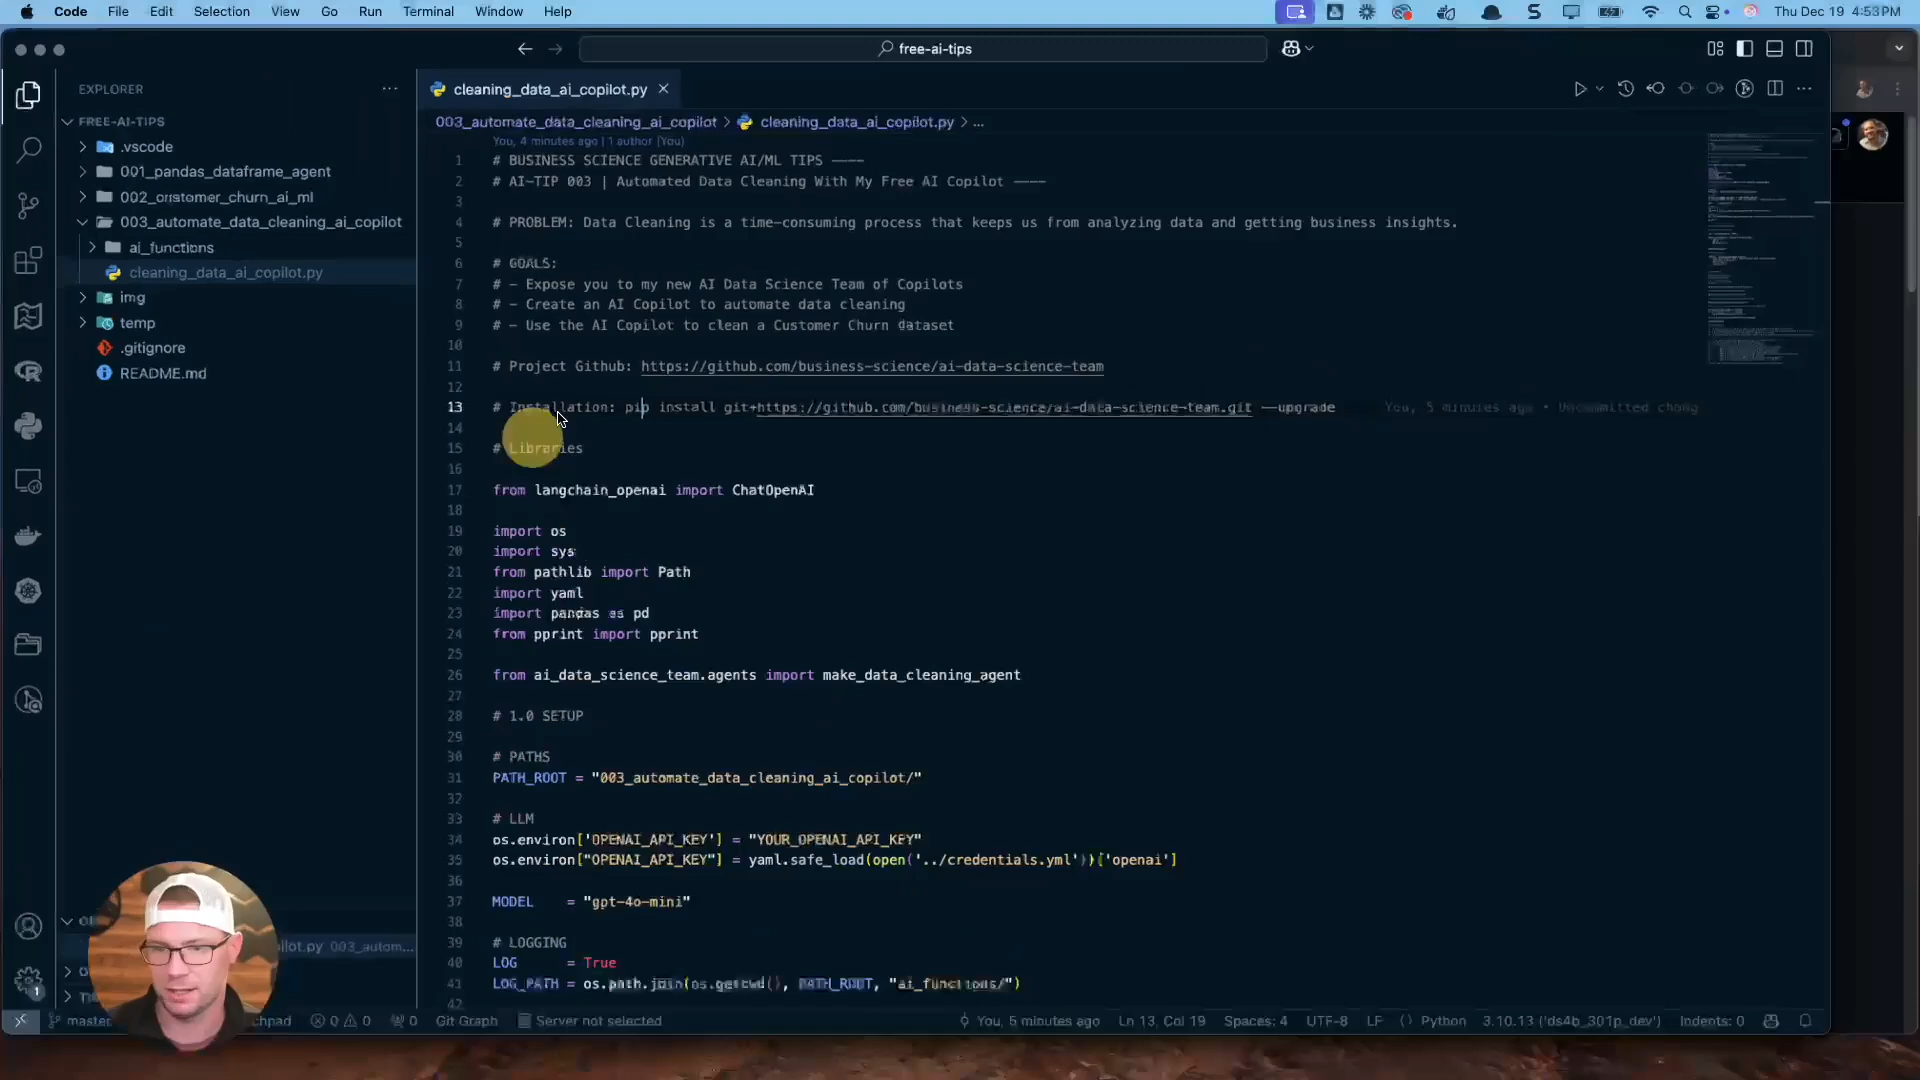 Code File Edit Selection View Go Run Terminal Window Help Thu Dec 19 4:53PM
free-ai-tips
EXPLORER
FREE-AI-TIPS
.vscode
001_pandas_dataframe_agent
002_customer_churn_ai_ml
003_automate_data_cleaning_ai_copilot
ai_functions
cleaning_data_ai_copilot.py
img
temp
.gitignore
README.md
lot.py 003_autom...
cleaning_data_ai_copilot.py
003_automate_data_cleaning_ai_copilot > cleaning_data_ai_copilot.py > ...
You, 4 minutes ago | 1 author (You)
1 # BUSINESS SCIENCE GENERATIVE AI/ML TIPS ----
2 # AI-TIP 003 | Automated Data Cleaning With My Free AI Copilot ----
3
4 # PROBLEM: Data Cleaning is a time-consuming process that keeps us from analyzing data and getting business insights.
5
6 # GOALS:
7 # - Expose you to my new AI Data Science Team of Copilots
8 # - Create an AI Copilot to automate data cleaning
9 # - Use the AI Copilot to clean a Customer Churn dataset
10
11 # Project Github: https://github.com/business-science/ai-data-science-team
12
13 # Installation: pip install git+https://github.com/business-science/ai-data-science-team.git --upgrade You, 5 minutes ago • Uncommitted chang
14
15 # Libraries
16
17 from langchain_openai import ChatOpenAI
18
19 import os
20 import sys
21 from pathlib import Path
22 import yaml
23 import pandas as pd
24 from pprint import pprint
25
26 from ai_data_science_team.agents import make_data_cleaning_agent
27
28 # 1.0 SETUP
29
30 # PATHS
31 PATH_ROOT = "003_automate_data_cleaning_ai_copilot/"
32
33 # LLM
34 os.environ['OPENAI_API_KEY'] = "YOUR_OPENAI_API_KEY"
35 os.environ["OPENAI_API_KEY"] = yaml.safe_load(open('../credentials.yml'))['openai']
36
37 MODEL = "gpt-4o-mini"
38
39 # LOGGING
40 LOG = True
41 LOG_PATH = os.path.join(os.getcwd(), PATH_ROOT, "ai_functions/")
42
master chpad 0 0 0 Git Graph Server not selected You, 5 minutes ago Ln 13, Col 19 Spaces: 4 UTF-8 LF Python 3.10.13 ('ds4b_301p_dev') Indents: 0